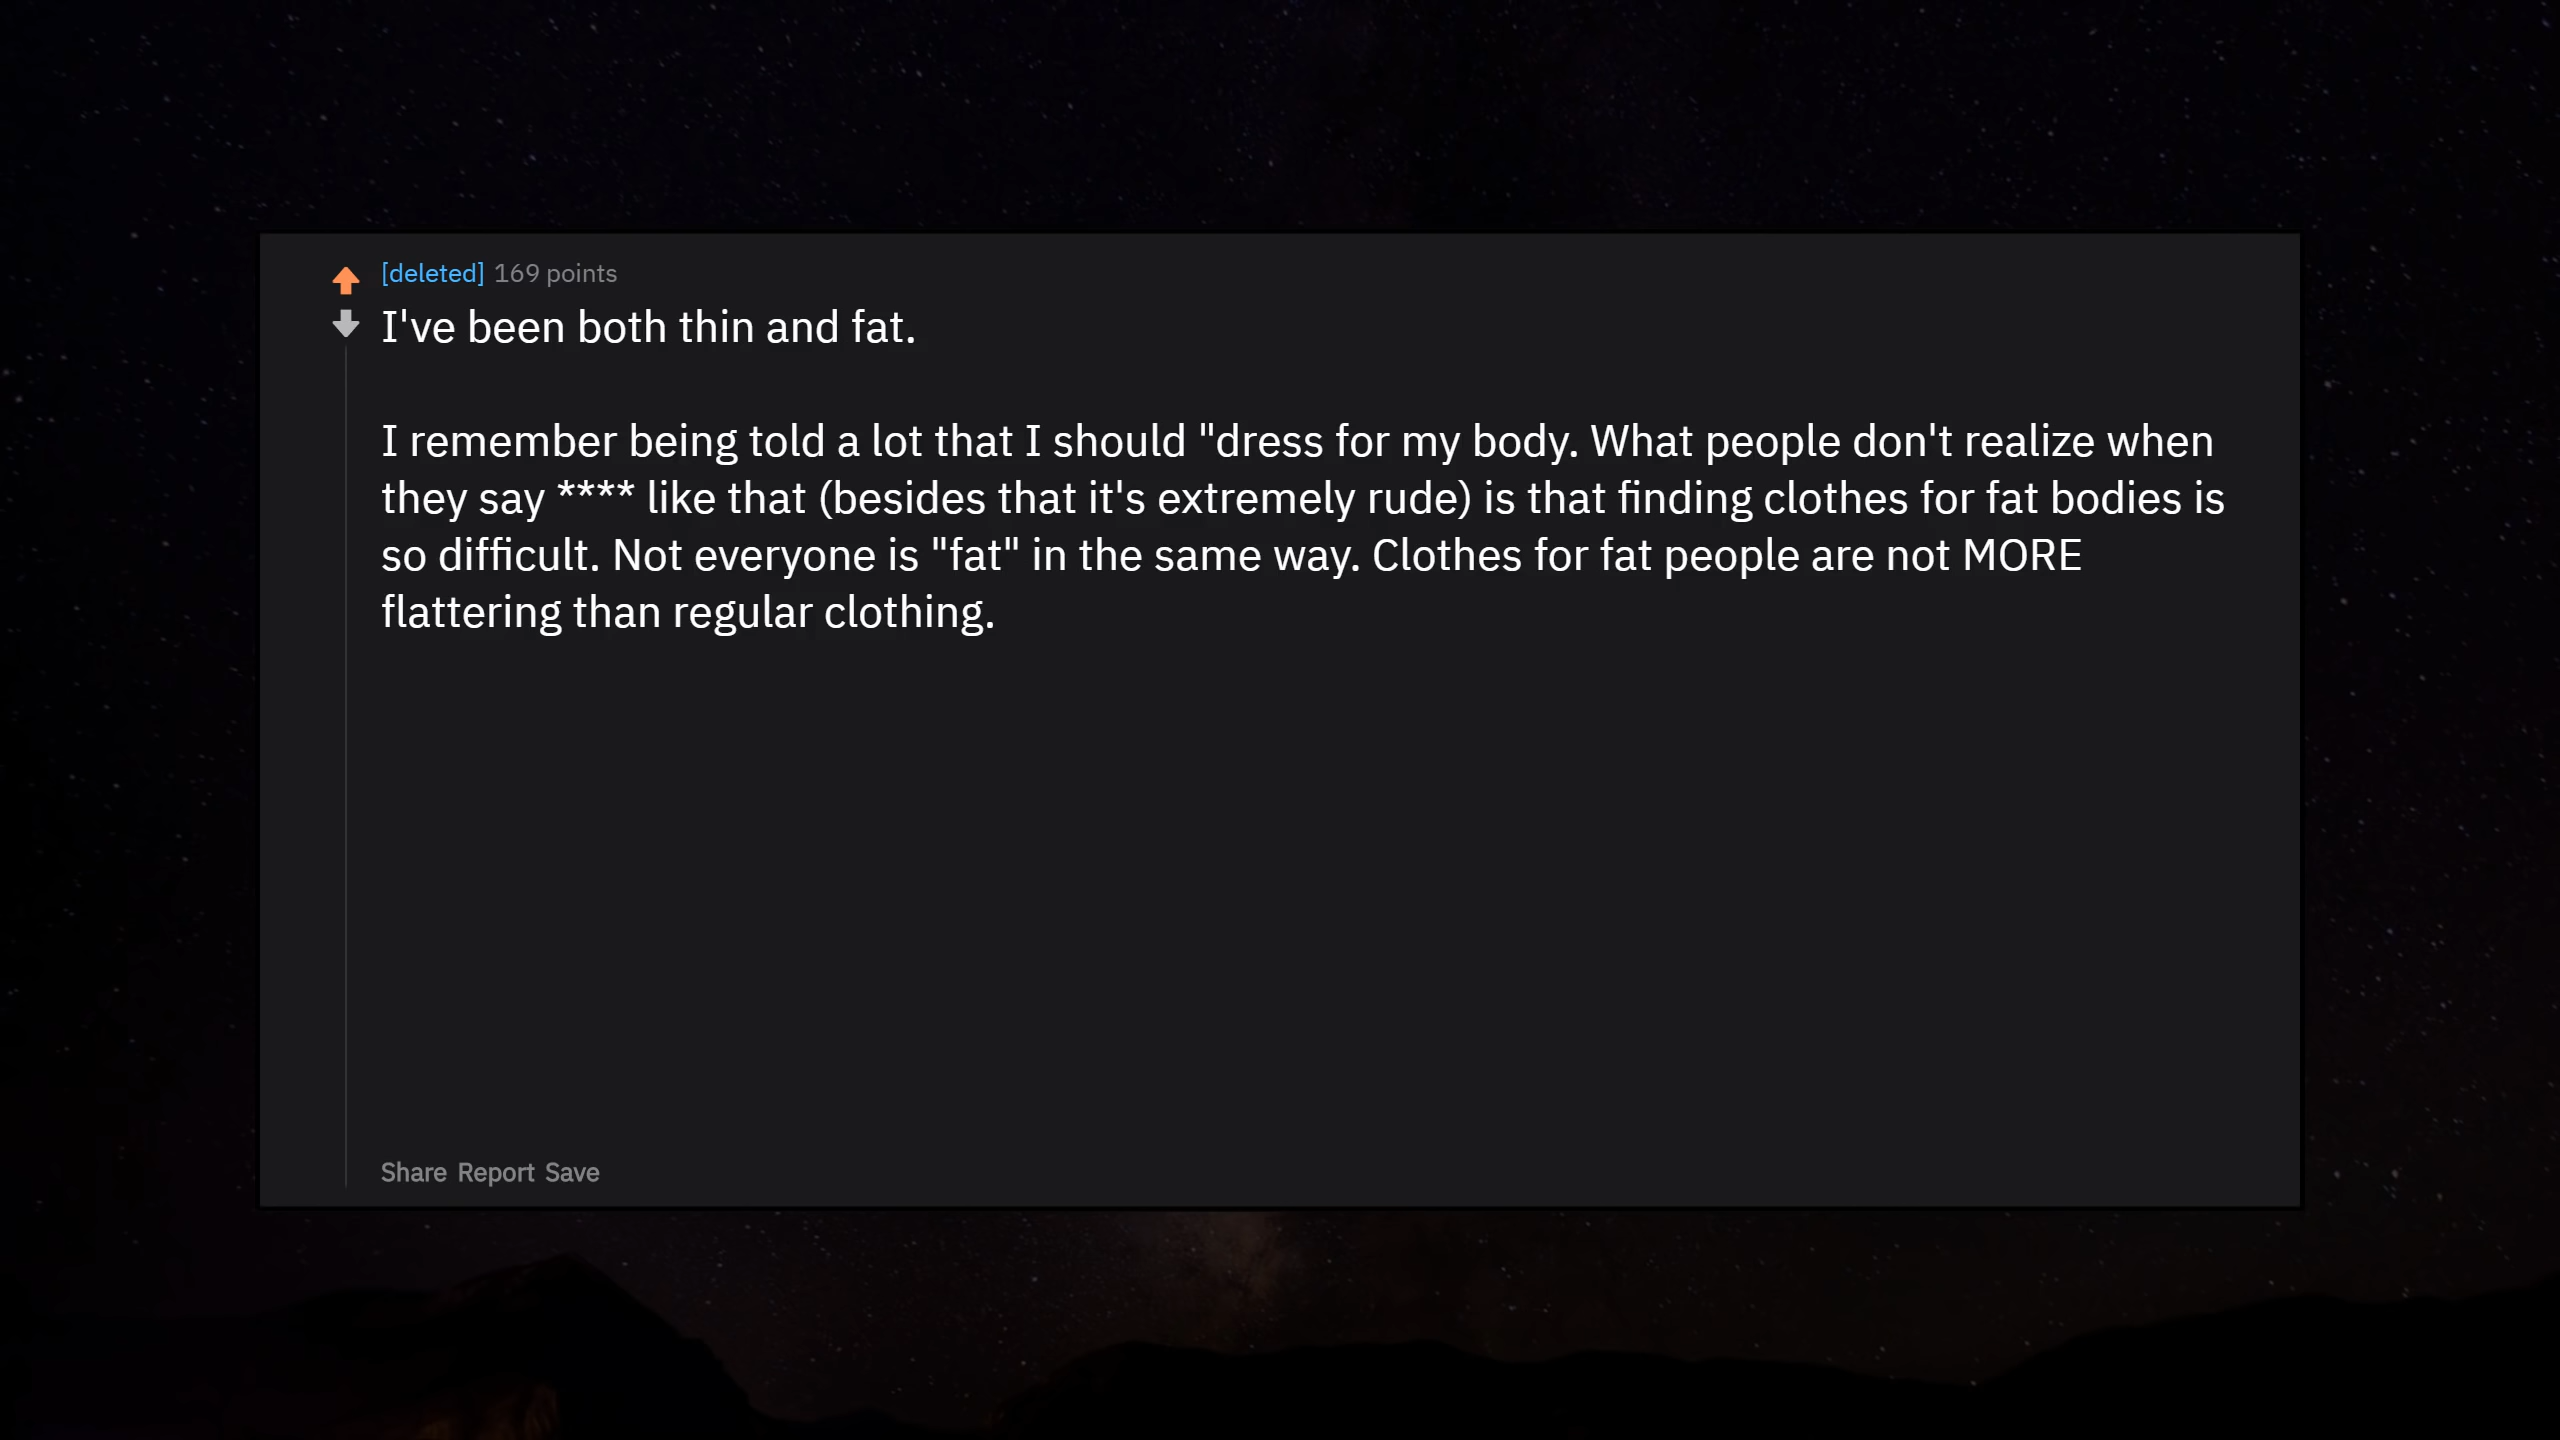 [deleted] 169 points
I've been both thin and fat.
I remember being told a lot that I should "dress for my body. What people don't realize when
they say **** like that (besides that it's extremely rude) is that finding clothes for fat bodies is
so difficult. Not everyone is "fat" in the same way. Clothes for fat people are not MORE
flattering than regular clothing.
Share Report Save